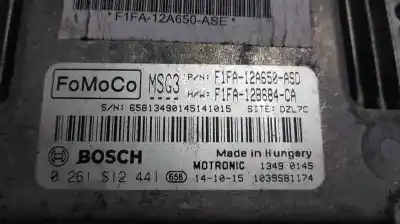 * F1FA-12A650-ASE *
FoMoCo MSG3 P/N: F1FA-12A650-ASD
H/W: F1FA-12B684-CA
S/N: 65813490145141015 SITE: DZL7C
BOSCH Made in Hungary
MOTRONIC 1349 0145
0 261 S12 441 65B 14-10-15 1039S81174